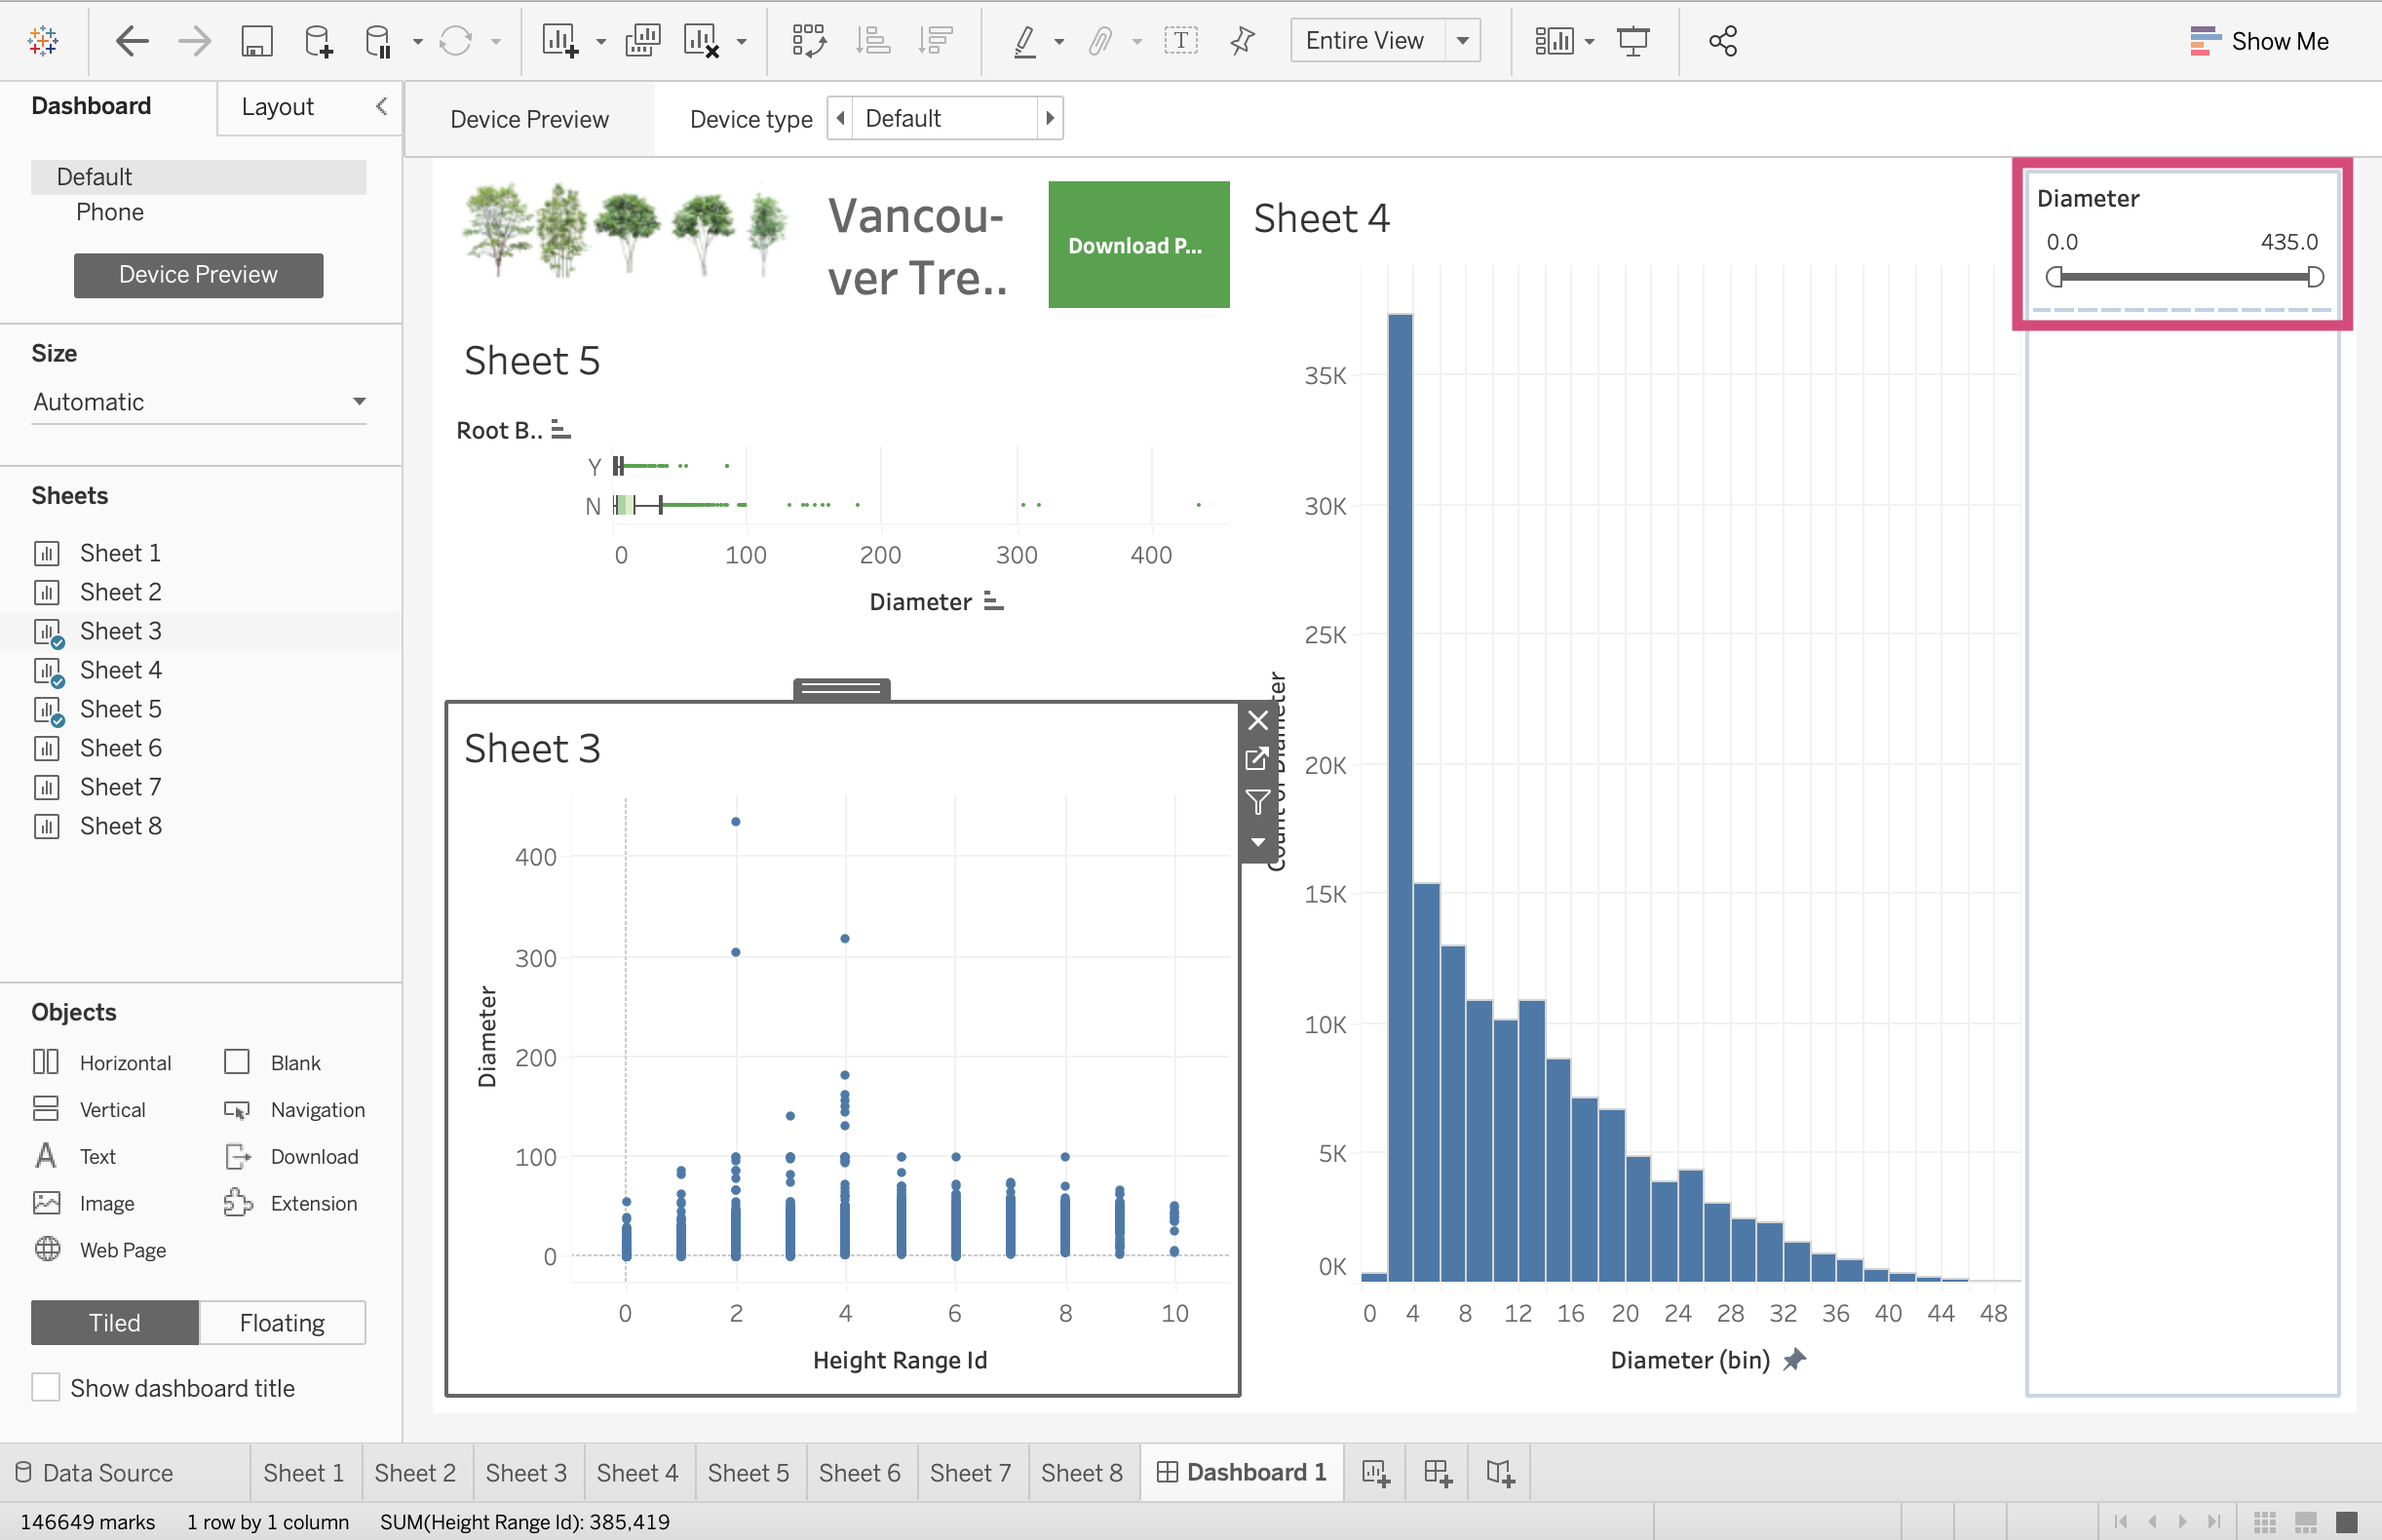 Entire View
Show Me
Dashboard
Layout
Device Preview
Device type
Default
Default
Phone
Device Preview
Size
Automatic
Sheets
Sheet 1
Sheet 2
Sheet 3
Sheet 4
Sheet 5
Sheet 6
Sheet 7
Sheet 8
Objects
Horizontal
Blank
Vertical
Navigation
Text
Download
Image
Extension
Web Page
Tiled
Floating
Show dashboard title
Vancou-
ver Tre..
Download P...
Sheet 5
Root B..
Y
N
0 100 200 300 400
Diameter
Sheet 3
400
300
200
100
0
Diameter
0 2 4 6 8 10
Height Range Id
Sheet 4
35K
30K
25K
20K
15K
10K
5K
0K
Count of Diameter
0 4 8 12 16 20 24 28 32 36 40 44 48
Diameter (bin)
Diameter
0.0 435.0
Data Source
Sheet 1
Sheet 2
Sheet 3
Sheet 4
Sheet 5
Sheet 6
Sheet 7
Sheet 8
Dashboard 1
146649 marks 1 row by 1 column SUM(Height Range Id): 385,419